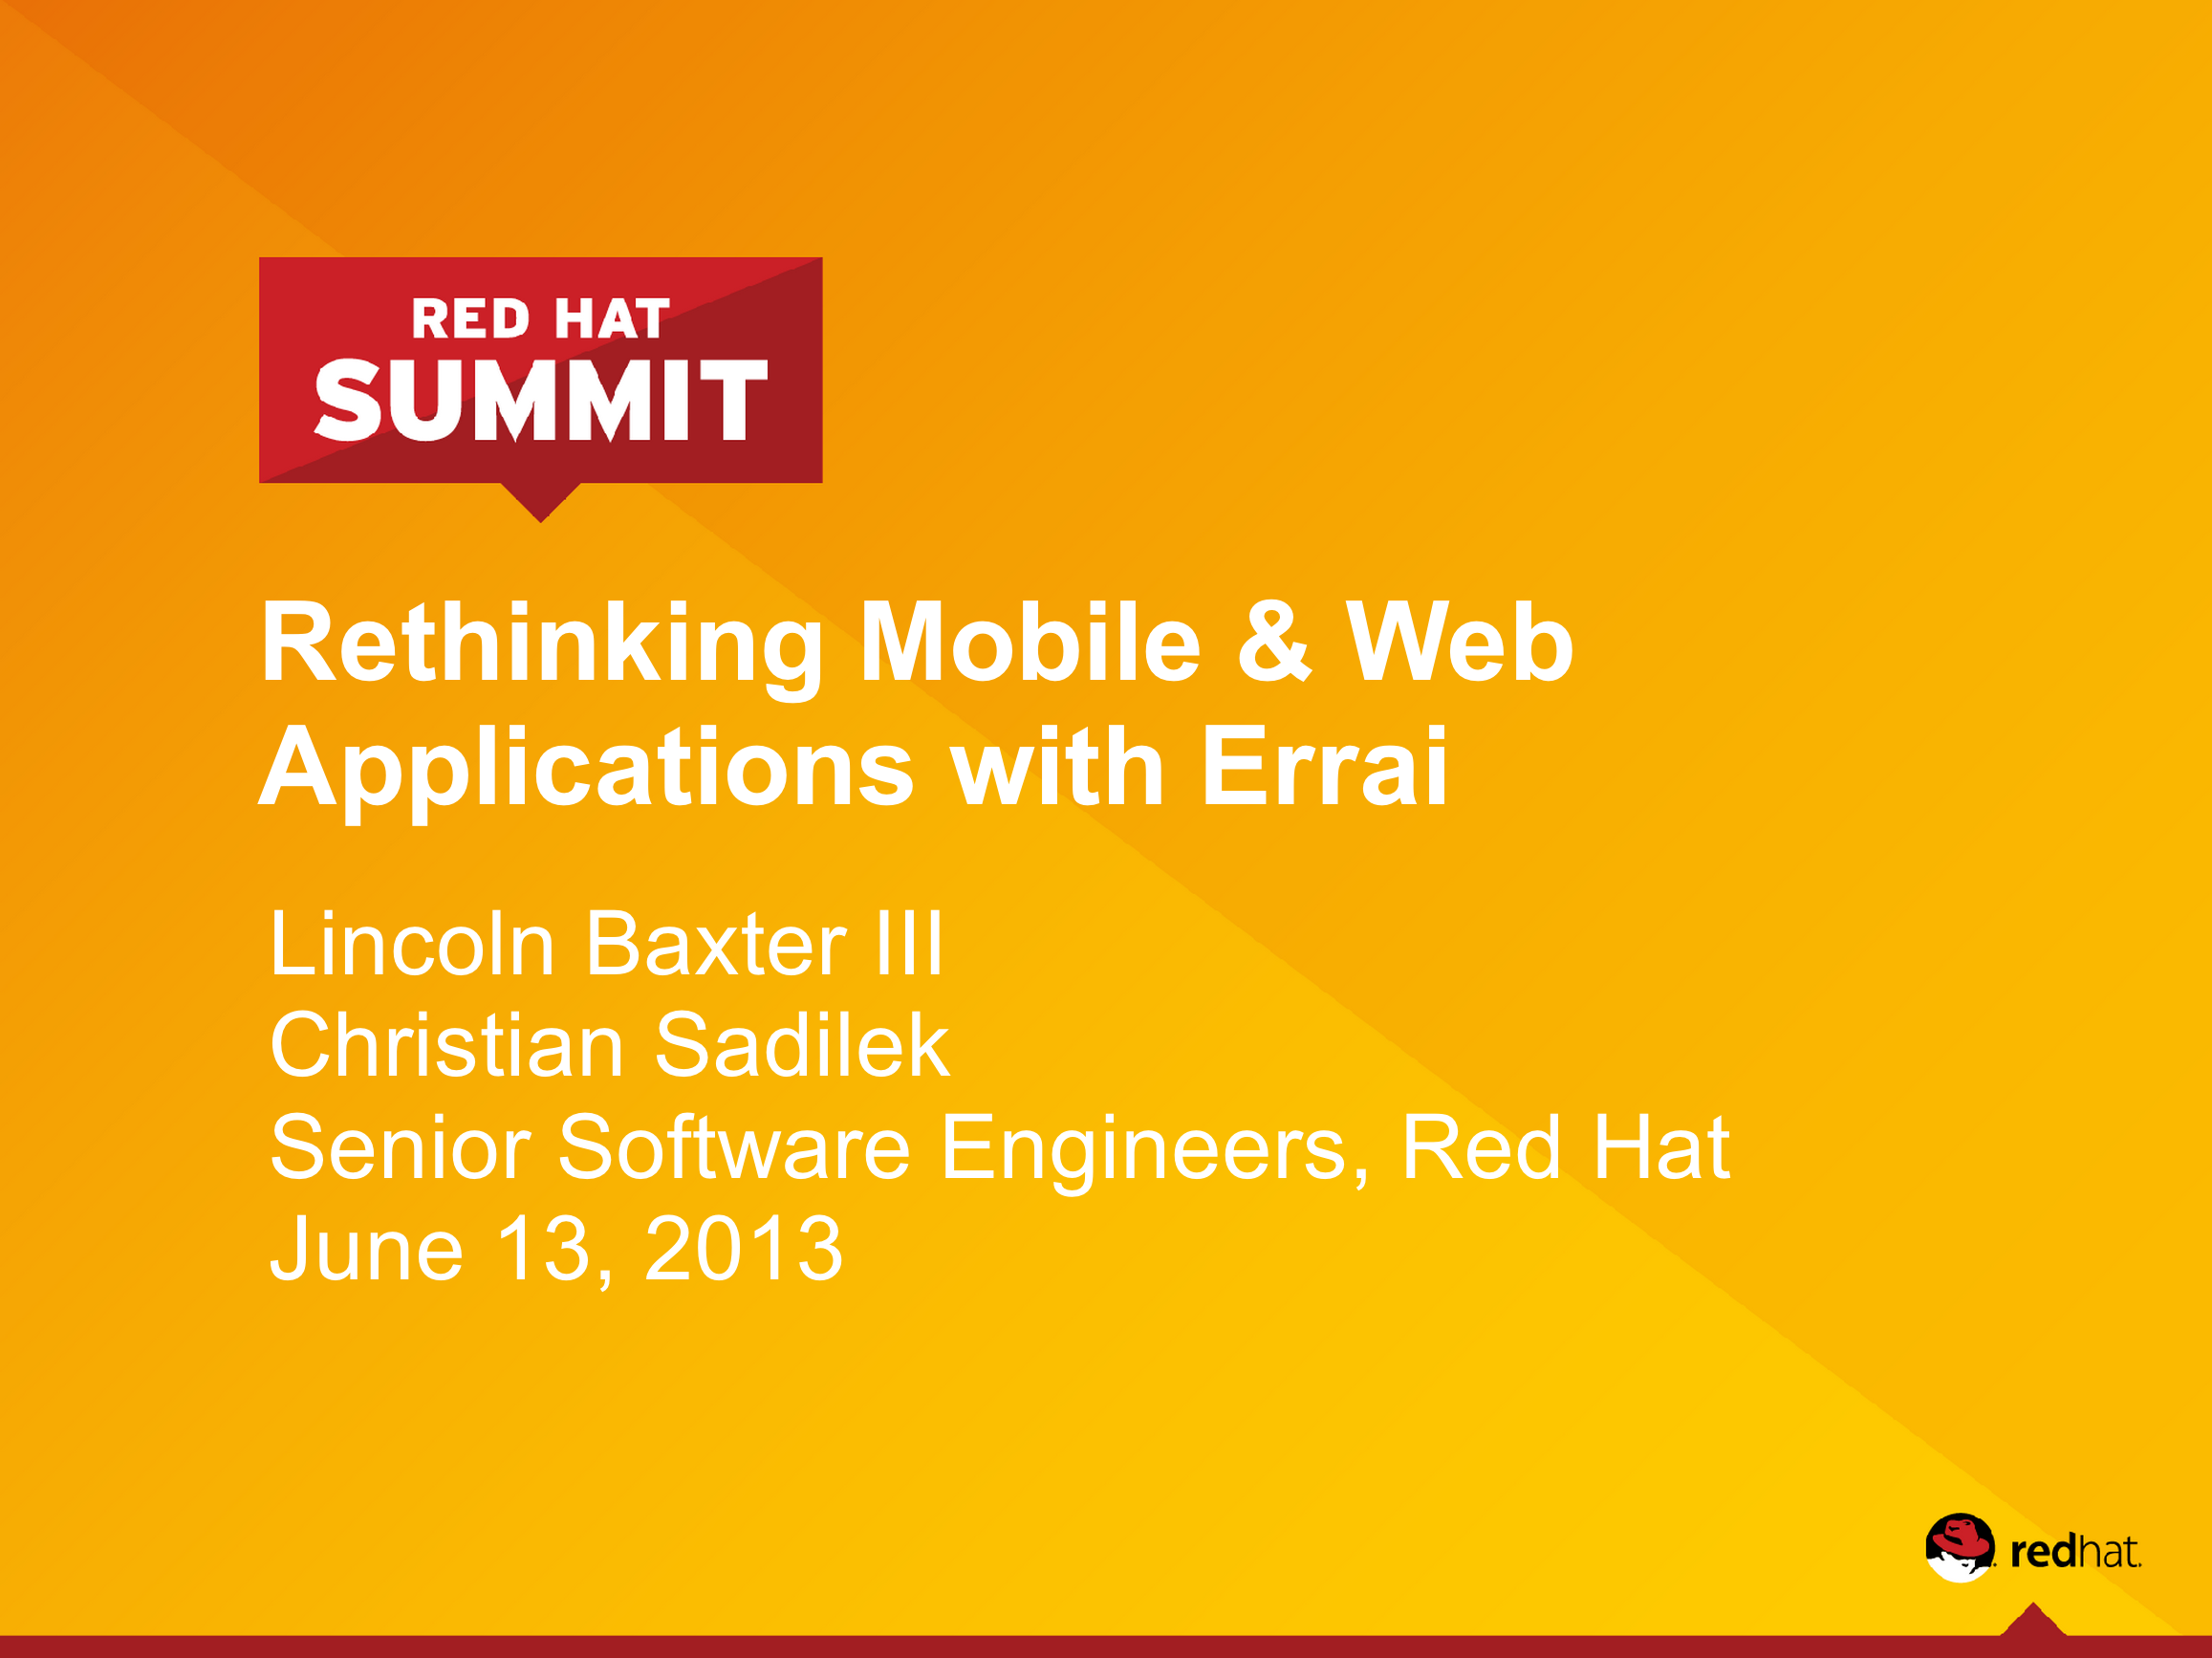 RED HAT
SUMMIT
Rethinking Mobile & Web
Applications with Errai
Lincoln Baxter III
Christian Sadilek
Senior Software Engineers, Red Hat
June 13, 2013
redhat.